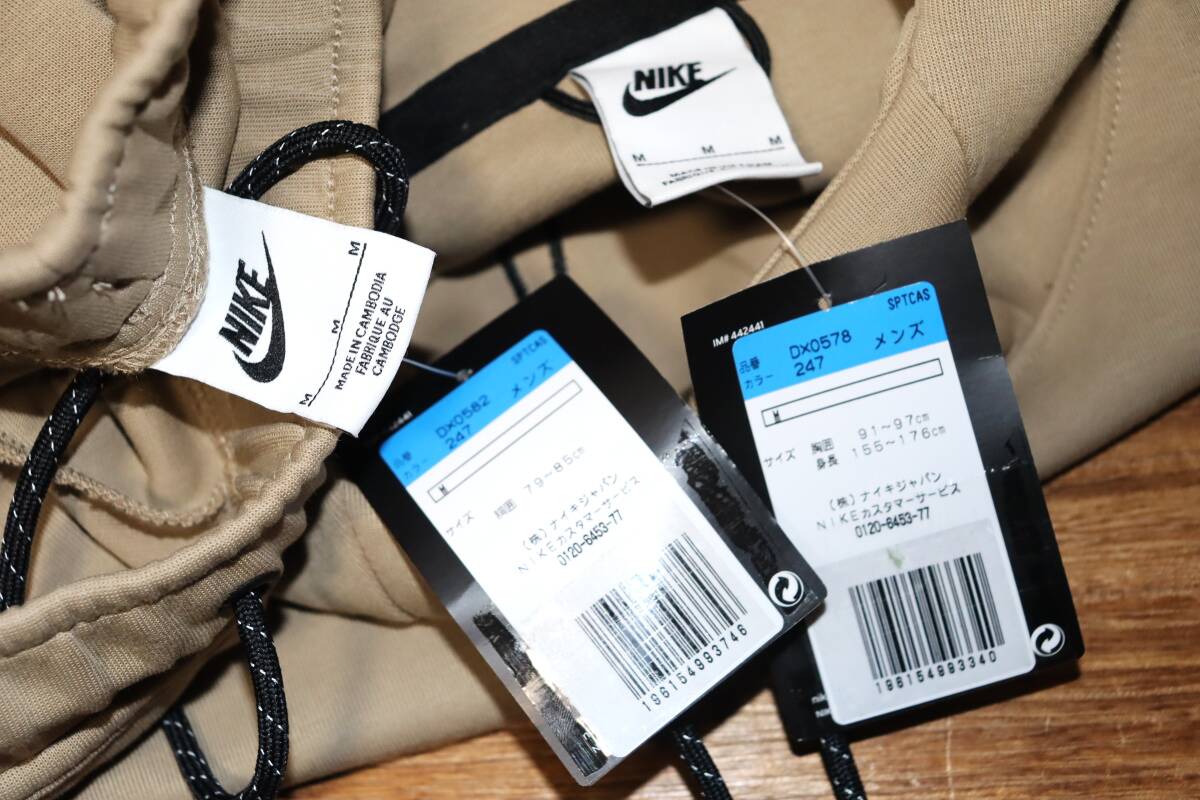 NIKE
M M M
NIKE
M M M
MADE IN CAMBODIA
FABRIQUE AU
CAMBODGE
SPTCAS
品番 DX0582 メンズ
カラー 247
M
サイズ 胴囲 79~85cm
(株)ナイキジャパン
NIKEカスタマーサービス
0120-6453-77
196154993746
IM# 442441
SPTCAS
品番 DX0578 メンズ
カラー 247
M
サイズ 胸囲 91~97cm
身長 155~176cm
(株)ナイキジャパン
NIKEカスタマーサービス
0120-6453-77
196154993340